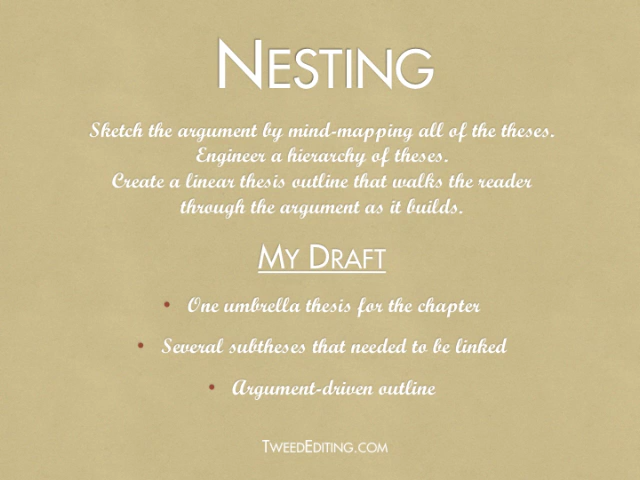 Nesting
Sketch the argument by mind-mapping all of the theses.
Engineer a hierarchy of theses.
Create a linear thesis outline that walks the reader
through the argument as it builds.
My Draft
• One umbrella thesis for the chapter
• Several subtheses that needed to be linked
• Argument-driven outline
TweedEditing.com